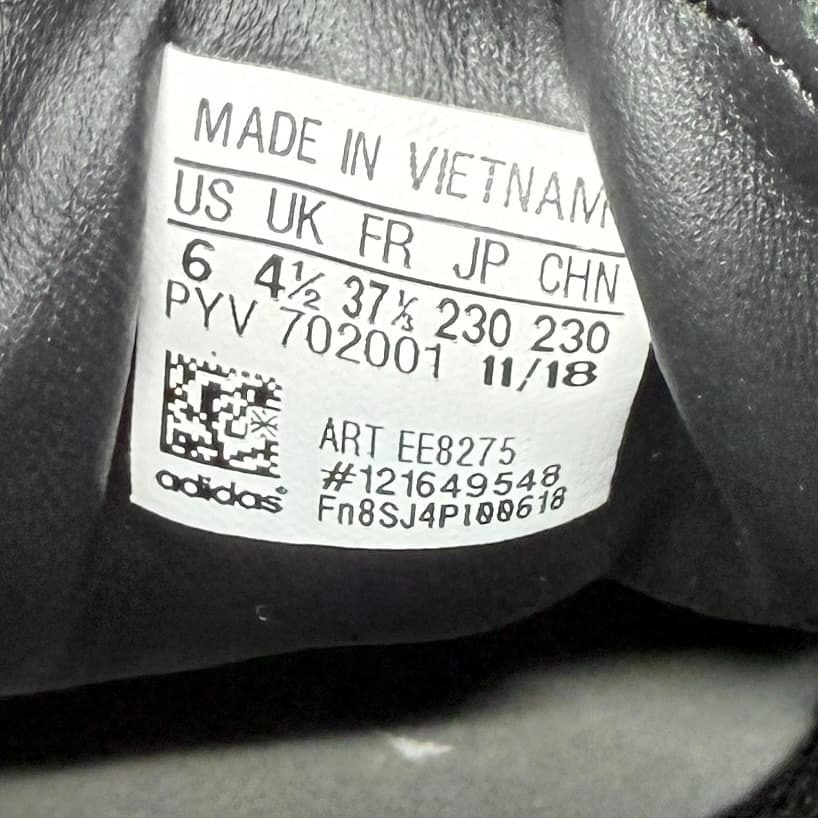 MADE IN VIETNAM
US UK FR JP CHN
6 4½ 37⅓ 230 230
PYV 702001 11/18
ART EE8275
#121649548
adidas Fn8SJ4Pl00618